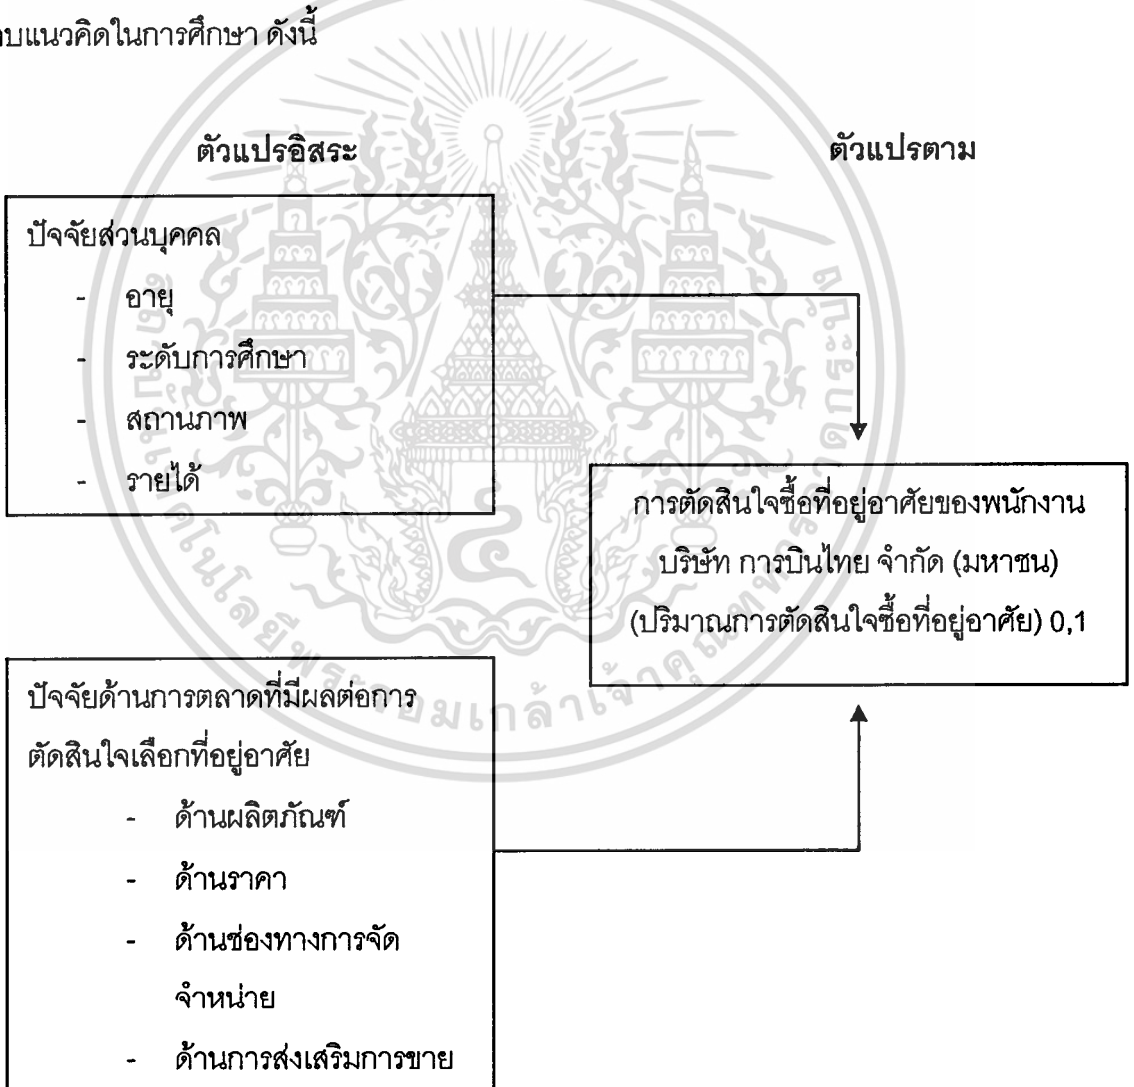 บแนวคิดในการศึกษา ดังนี้
ตัวแปรอิสระ
ตัวแปรตาม
ปัจจัยส่วนบุคคล
- อายุ
- ระดับการศึกษา
- สถานภาพ
- รายได้
การตัดสินใจซื้อที่อยู่อาศัยของพนักงาน
บริษัท การบินไทย จำกัด (มหาชน)
(ปริมาณการตัดสินใจซื้อที่อยู่อาศัย) 0,1
ปัจจัยด้านการตลาดที่มีผลต่อการ
ตัดสินใจเลือกที่อยู่อาศัย
- ด้านผลิตภัณฑ์
- ด้านราคา
- ด้านช่องทางการจัด
จำหน่าย
- ด้านการส่งเสริมการขาย